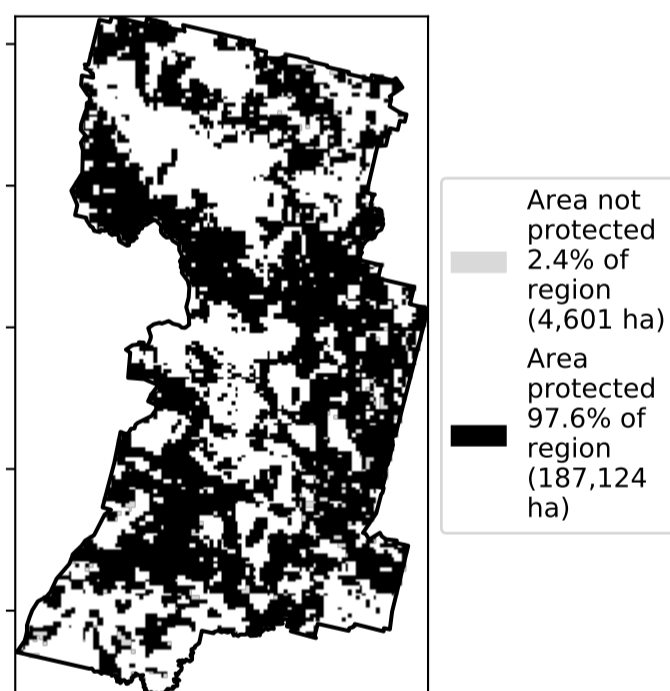 Area not
protected
2.4% of
region
(4,601 ha)
Area
protected
97.6% of
region
(187,124
ha)